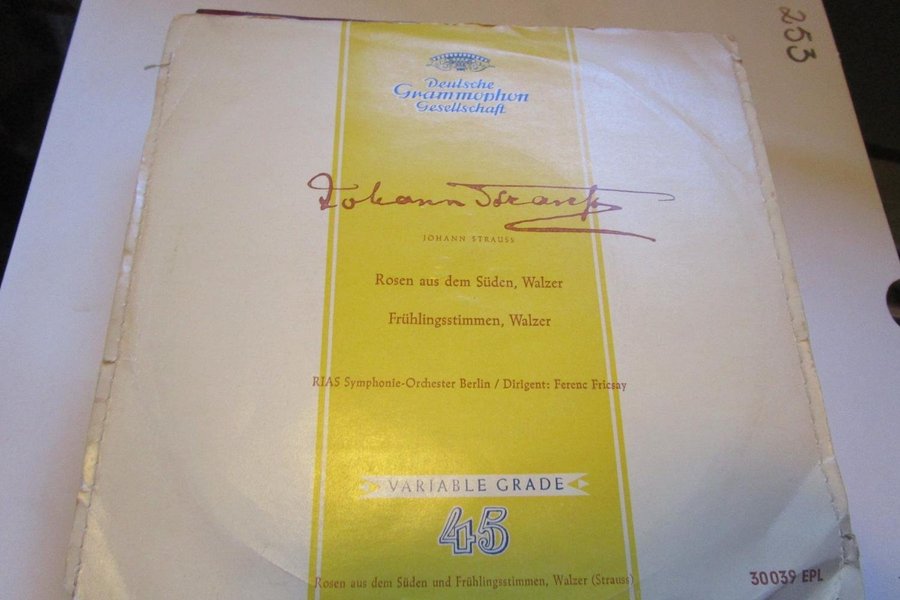 253
Deutsche
Grammophon
Gesellschaft
Johann Strauss
JOHANN STRAUSS
Rosen aus dem Süden, Walzer
Frühlingsstimmen, Walzer
RIAS Symphonie-Orchester Berlin / Dirigent: Ferenc Fricsay
VARIABLE GRADE
45
Rosen aus dem Süden und Frühlingsstimmen, Walzer (Strauss)
30039 EPL